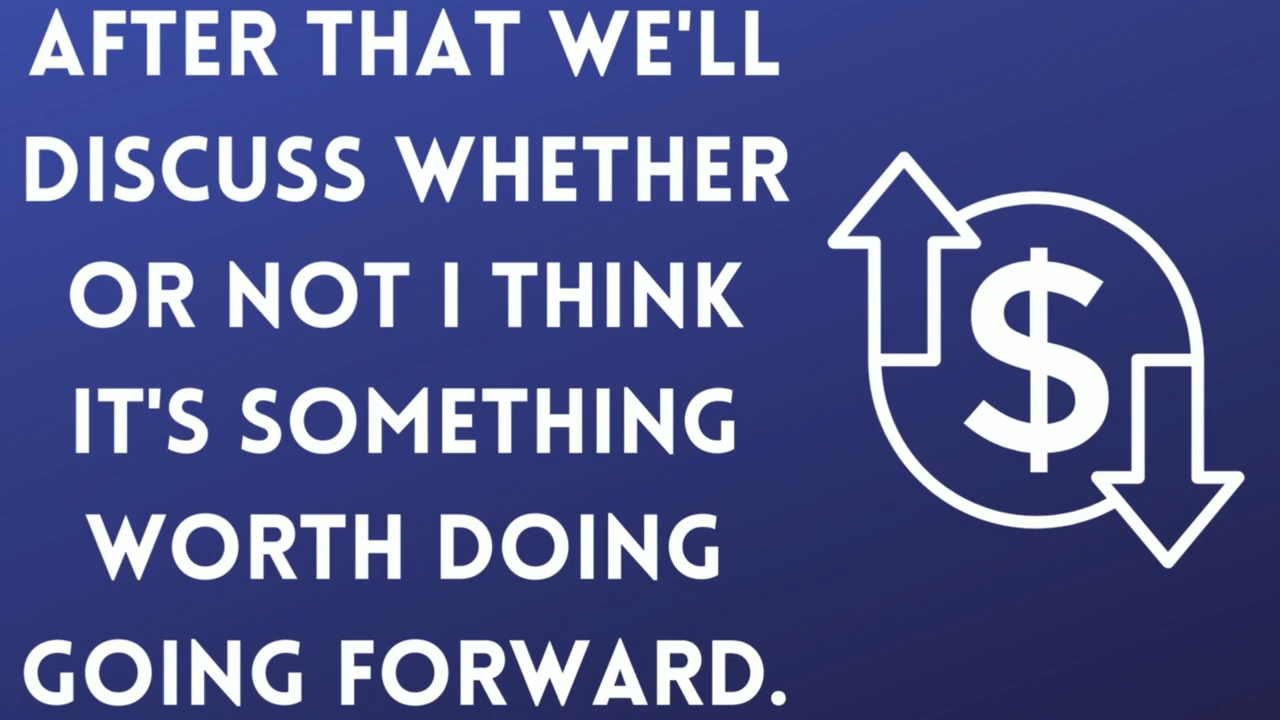 AFTER THAT WE'LL
DISCUSS WHETHER
OR NOT I THINK
IT'S SOMETHING
WORTH DOING
GOING FORWARD.
$